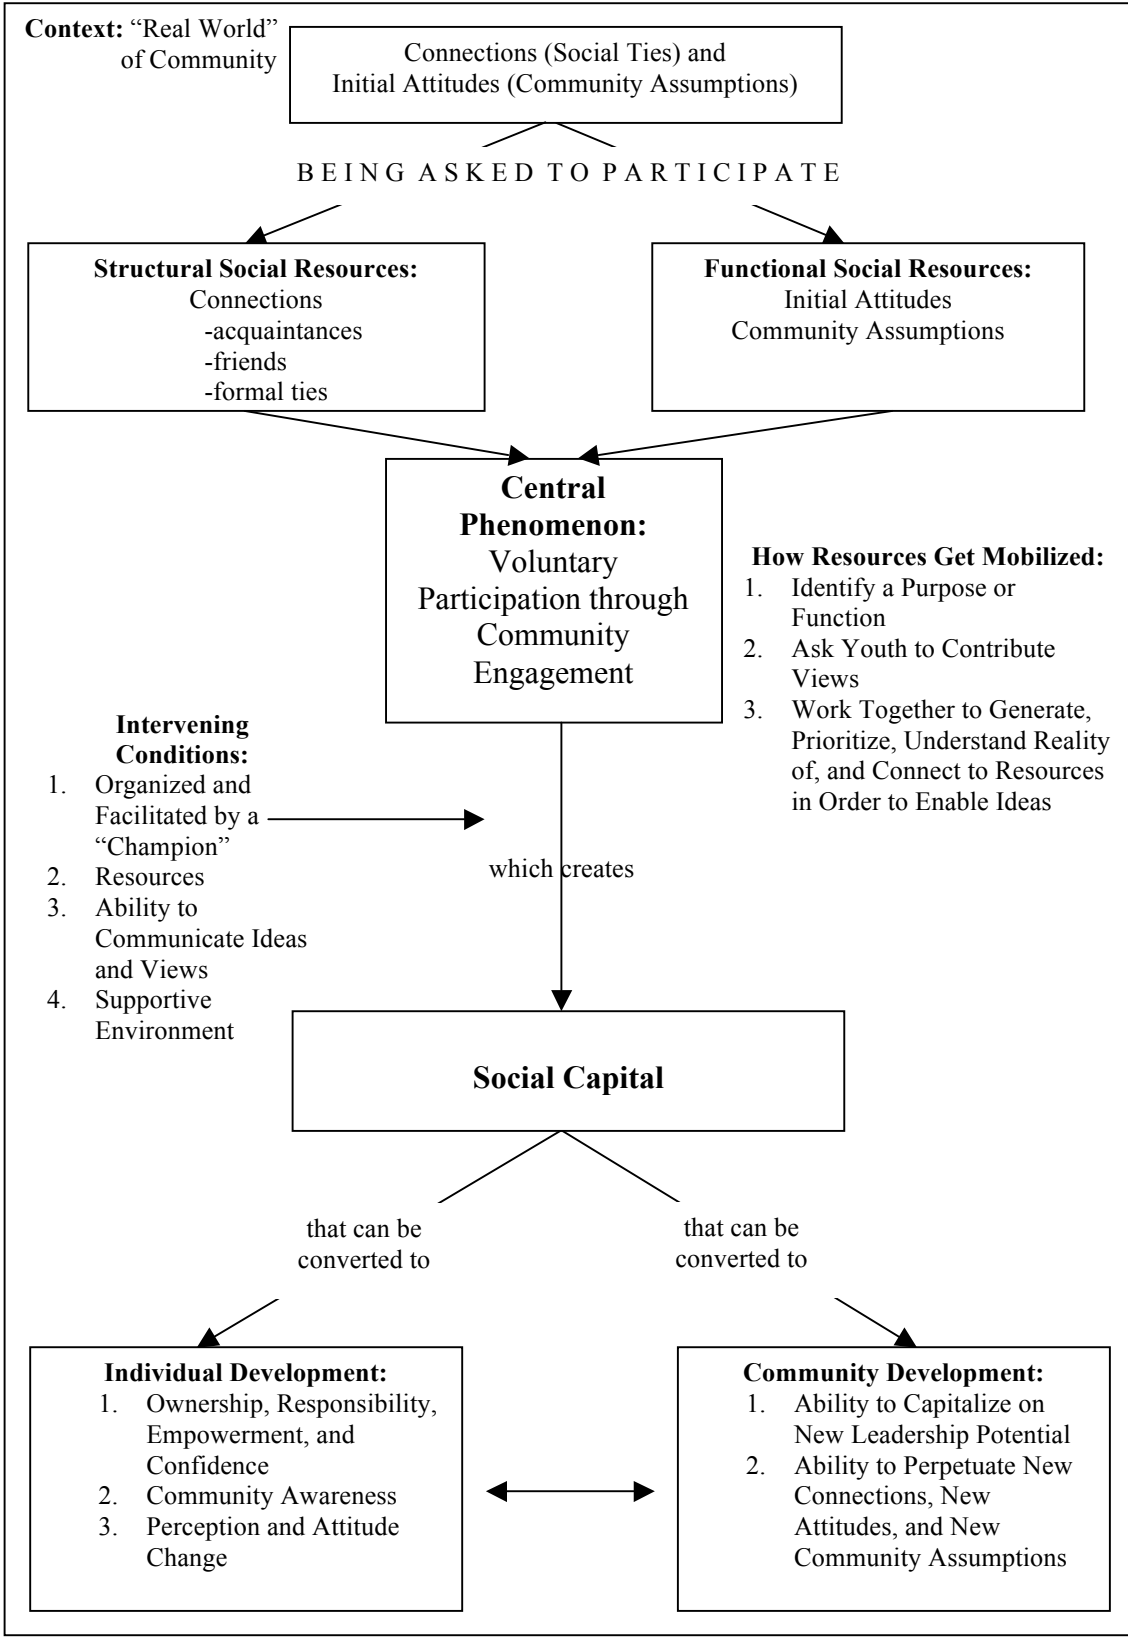 Context: “Real World”
of Community
Connections (Social Ties) and
Initial Attitudes (Community Assumptions)
BEING ASKED TO PARTICIPATE
Structural Social Resources:
Connections
-acquaintances
-friends
-formal ties
Functional Social Resources:
Initial Attitudes
Community Assumptions
Central
Phenomenon:
Voluntary
Participation through
Community
Engagement
How Resources Get Mobilized:
1. Identify a Purpose or
Function
2. Ask Youth to Contribute
Views
3. Work Together to Generate,
Prioritize, Understand Reality
of, and Connect to Resources
in Order to Enable Ideas
Intervening
Conditions:
1. Organized and
Facilitated by a
“Champion”
2. Resources
3. Ability to
Communicate Ideas
and Views
4. Supportive
Environment
which creates
Social Capital
that can be
converted to
that can be
converted to
Individual Development:
1. Ownership, Responsibility,
Empowerment, and
Confidence
2. Community Awareness
3. Perception and Attitude
Change
Community Development:
1. Ability to Capitalize on
New Leadership Potential
2. Ability to Perpetuate New
Connections, New
Attitudes, and New
Community Assumptions